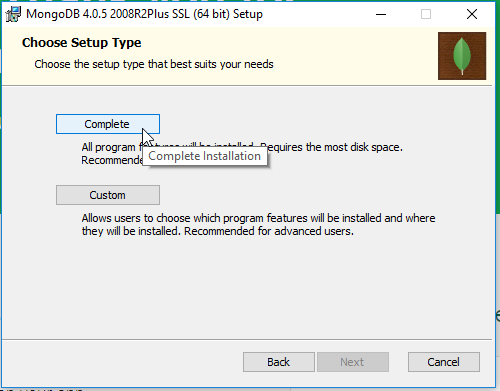 MongoDB 4.0.5 2008R2Plus SSL (64 bit) Setup
Choose Setup Type
Choose the setup type that best suits your needs
Complete
All program features will be installed. Requires the most disk space.
Recommended
Complete Installation
Custom
Allows users to choose which program features will be installed and where
they will be installed. Recommended for advanced users.
Back
Next
Cancel